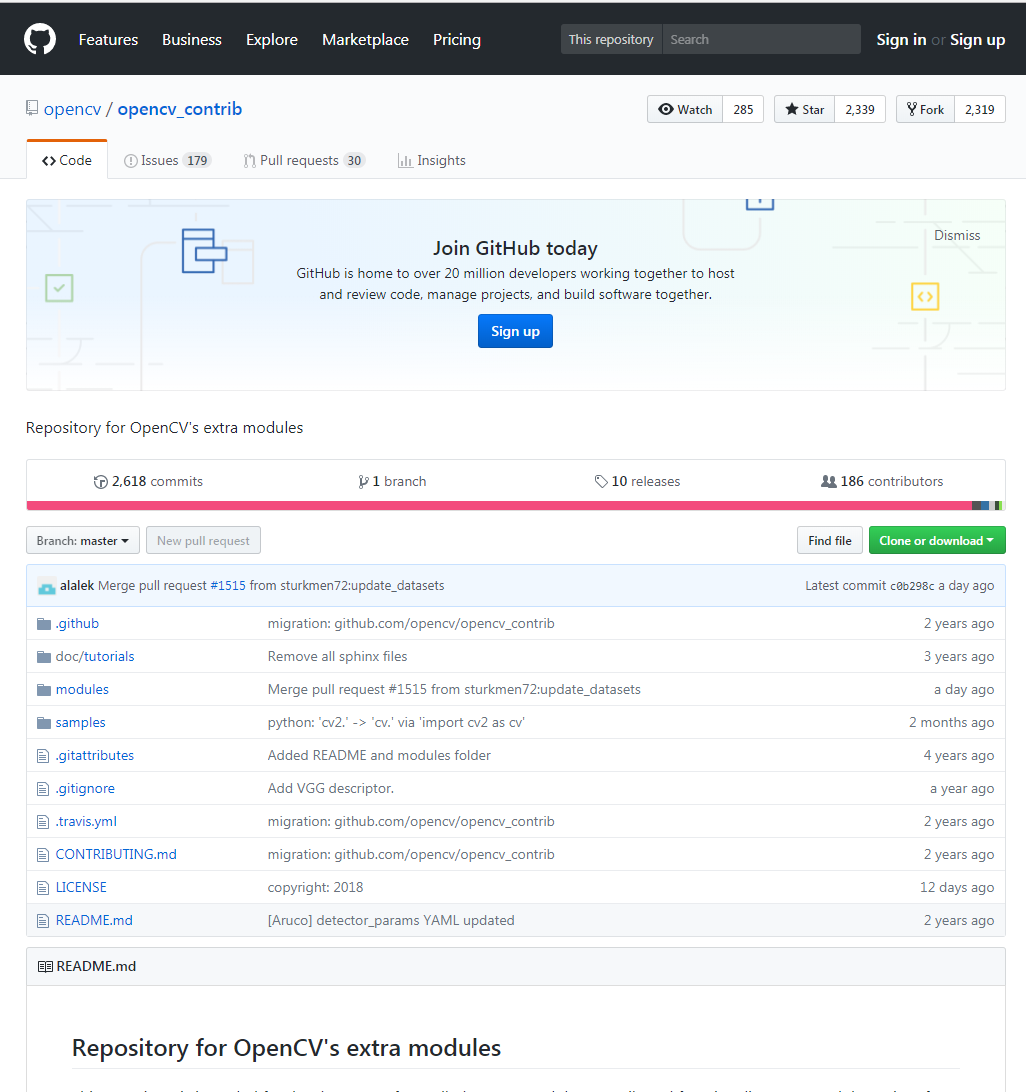 Features Business Explore Marketplace Pricing This repository Search Sign in or Sign up
opencv / opencv_contrib Watch 285 Star 2,339 Fork 2,319
Code Issues 179 Pull requests 30 Insights
Dismiss
Join GitHub today
GitHub is home to over 20 million developers working together to host
and review code, manage projects, and build software together.
Sign up
Repository for OpenCV's extra modules
2,618 commits 1 branch 10 releases 186 contributors
Branch: master New pull request Find file Clone or download
alalek Merge pull request #1515 from sturkmen72:update_datasets Latest commit c0b298c a day ago
.github migration: github.com/opencv/opencv_contrib 2 years ago
doc/tutorials Remove all sphinx files 3 years ago
modules Merge pull request #1515 from sturkmen72:update_datasets a day ago
samples python: 'cv2.' -> 'cv.' via 'import cv2 as cv' 2 months ago
.gitattributes Added README and modules folder 4 years ago
.gitignore Add VGG descriptor. a year ago
.travis.yml migration: github.com/opencv/opencv_contrib 2 years ago
CONTRIBUTING.md migration: github.com/opencv/opencv_contrib 2 years ago
LICENSE copyright: 2018 12 days ago
README.md [Aruco] detector_params YAML updated 2 years ago
README.md
Repository for OpenCV's extra modules